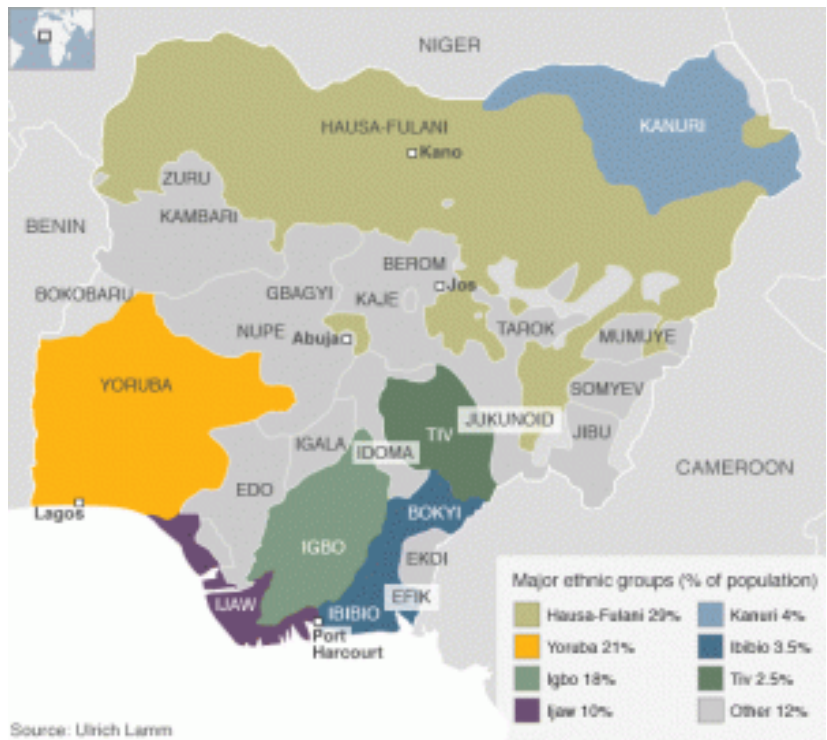 NIGER
HAUSA-FULANI
KANURI
Kano
ZURU
KAMBARI
BENIN
BEROM
Jos
BOKOBARU
GBAGYI
KAJE
NUPE
Abuja
TAROK
MUMUYE
YORUBA
SOMYEV
JUKUNOID
TIV
JIBU
IGALA
IDOMA
CAMEROON
EDO
Lagos
BOKYI
IGBO
EKOI
EFIK
IJAW
IBIBIO
Port
Harcourt
Major ethnic groups (% of population)
Hausa-Fulani 29%
Yoruba 21%
Igbo 18%
Ijaw 10%
Kanuri 4%
Ibibio 3.5%
Tiv 2.5%
Other 12%
Source: Ulrich Lamm